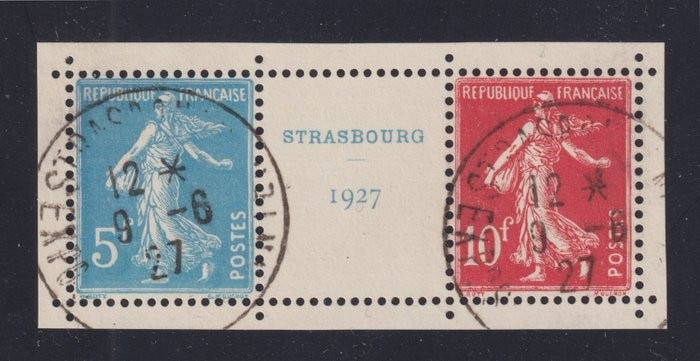 REPUBLIQUE FRANÇAISE
5f
POSTES
12 *
9 -6
27
STRASBOURG
1927
REPUBLIQUE FRANÇAISE
10f
POSTES
12 *
9 -6
27